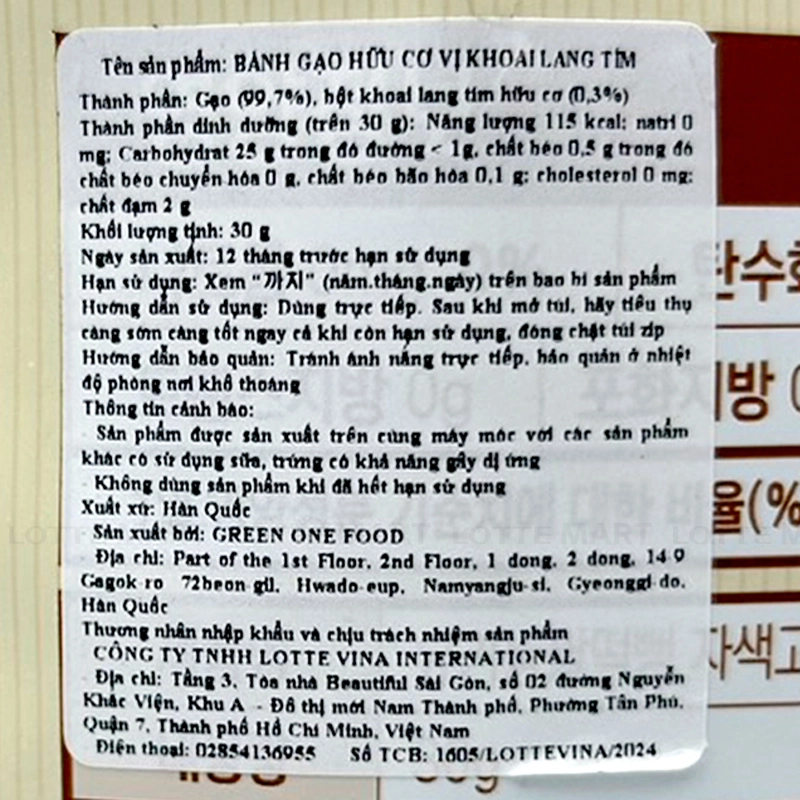 Tên sản phẩm: BÁNH GẠO HỮU CƠ VỊ KHOAI LANG TÍM
Thành phần: Gạo (99,7%), bột khoai lang tím hữu cơ (0,3%)
Thành phần dinh dưỡng (trên 30 g): Năng lượng 115 kcal; natri 0
mg; Carbohydrat 25 g trong đó đường < 1g, chất béo 0,5 g trong đó
chất béo chuyển hóa 0 g, chất béo bão hòa 0,1 g; cholesterol 0 mg;
chất đạm 2 g
Khối lượng tịnh: 30 g
Ngày sản xuất: 12 tháng trước hạn sử dụng
Hạn sử dụng: Xem “까지” (năm.tháng.ngày) trên bao bì sản phẩm
Hướng dẫn sử dụng: Dùng trực tiếp. Sau khi mở túi, hãy tiêu thụ
càng sớm càng tốt ngay cả khi còn hạn sử dụng, đóng chặt túi zip
Hướng dẫn bảo quản: Tránh ánh nắng trực tiếp, bảo quản ở nhiệt
độ phòng nơi khô thoáng
Thông tin cảnh báo:
- Sản phẩm được sản xuất trên cùng máy móc với các sản phẩm
khác có sử dụng sữa, trứng có khả năng gây dị ứng
- Không dùng sản phẩm khi đã hết hạn sử dụng
Xuất xứ: Hàn Quốc
- Sản xuất bởi: GREEN ONE FOOD
- Địa chỉ: Part of the 1st Floor, 2nd Floor, 1 dong, 2 dong, 14-9
Gagok-ro 72beon-gil, Hwado-eup, Namyangju-si, Gyeonggi-do,
Hàn Quốc
Thương nhân nhập khẩu và chịu trách nhiệm sản phẩm
CÔNG TY TNHH LOTTE VINA INTERNATIONAL
- Địa chỉ: Tầng 3, Tòa nhà Beautiful Sài Gòn, số 02 đường Nguyễn
Khắc Viện, Khu A - Đô thị mới Nam Thành phố, Phường Tân Phú,
Quận 7, Thành phố Hồ Chí Minh, Việt Nam
Điện thoại: 02854136955 Số TCB: 1605/LOTTEVINA/2024
탄수화
지방 0g
포화지방 0
율(%
자색고
LOTTE MART